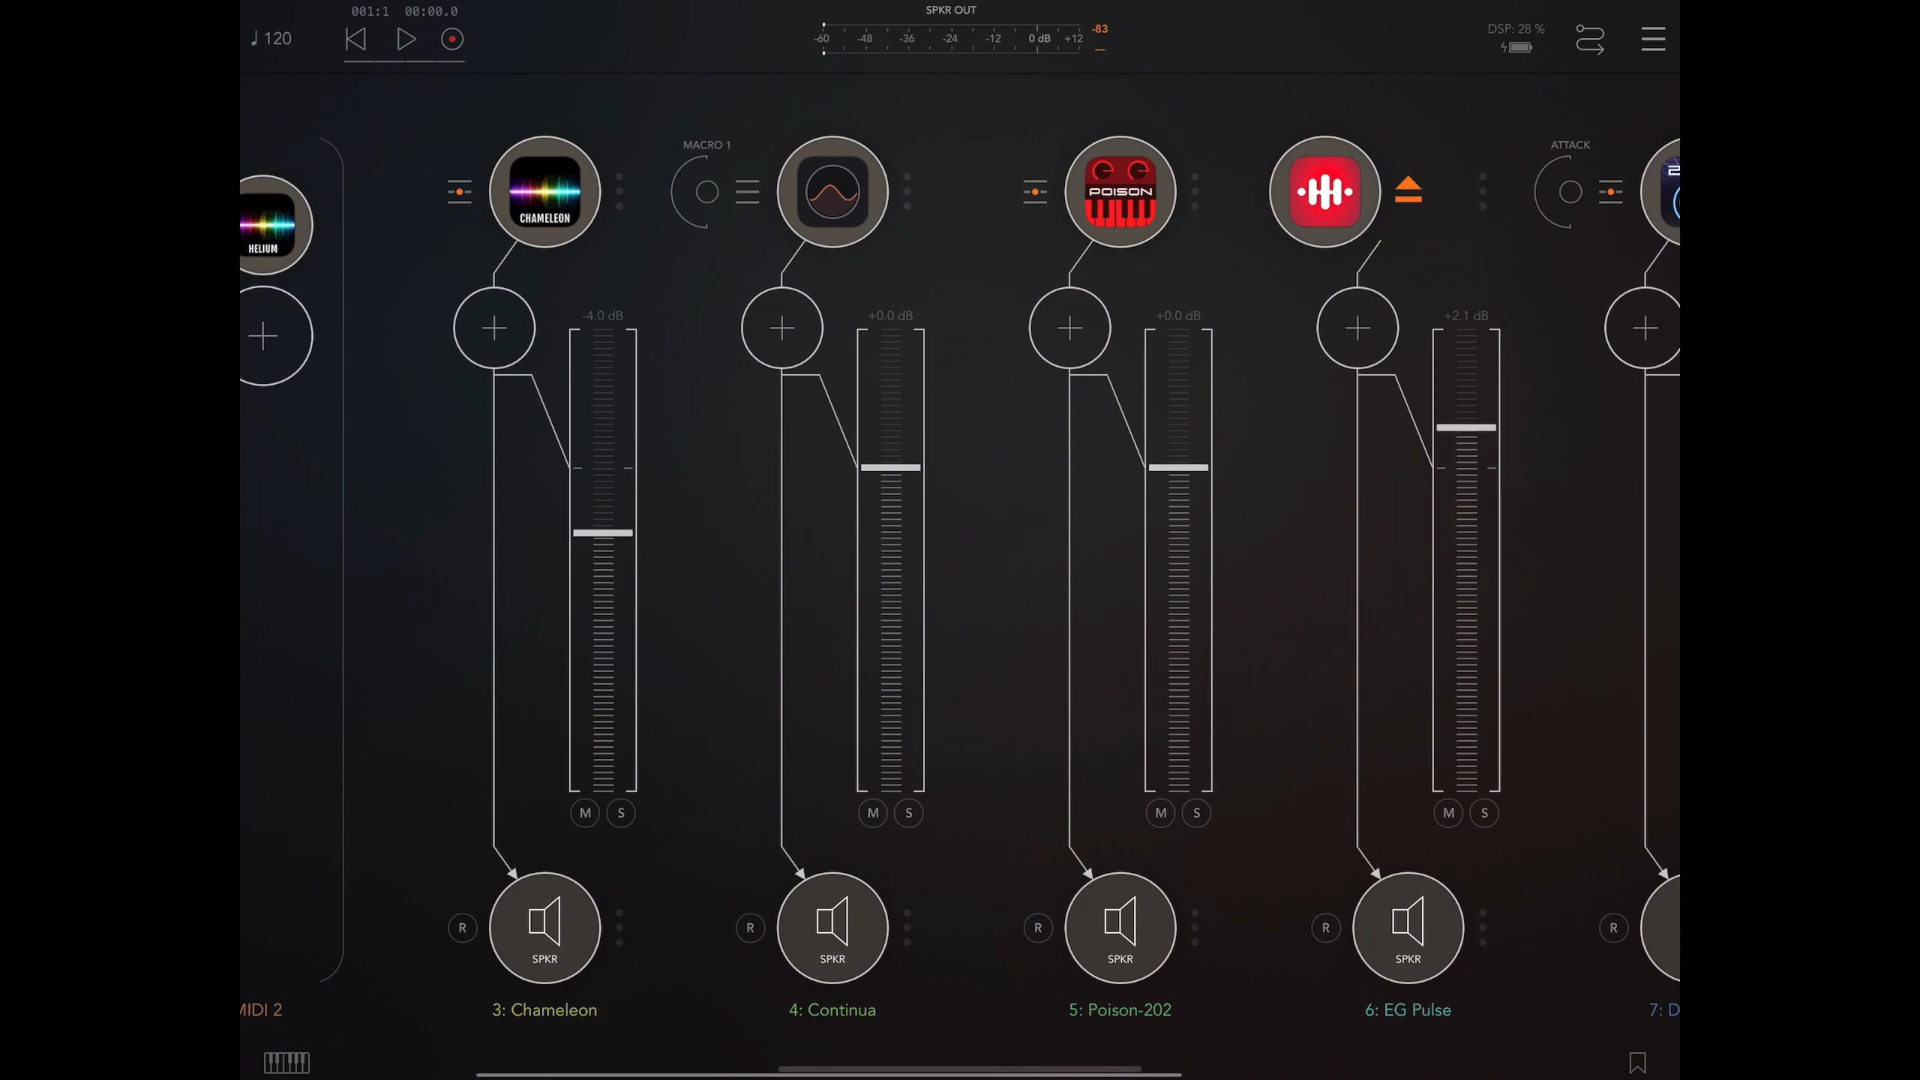 001:1 00:00.0
120
SPKR OUT
-60 -48 -36 -24 -12 0 dB +12
-83
---
DSP: 28 %
HELIUM
CHAMELEON
MACRO 1
POISON
ATTACK
-4.0 dB
+0.0 dB
+0.0 dB
+2.1 dB
M S
M S
M S
M S
R
SPKR
R
SPKR
R
SPKR
R
SPKR
R
MIDI 2
3: Chameleon
4: Continua
5: Poison-202
6: EG Pulse
7: D